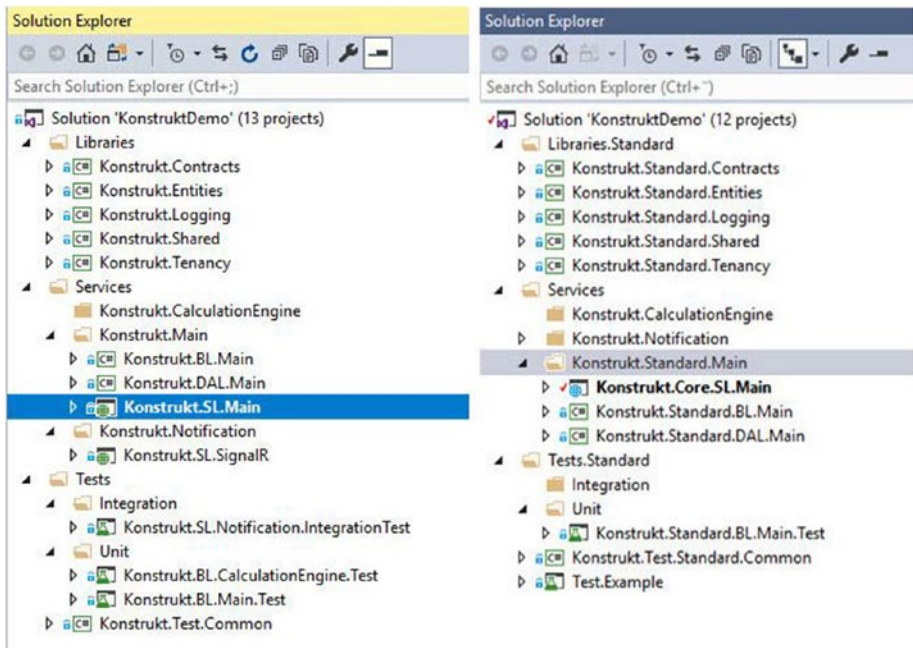 Solution Explorer
Search Solution Explorer (Ctrl+;)
Solution 'KonstruktDemo' (13 projects)
Libraries
Konstrukt.Contracts
Konstrukt.Entities
Konstrukt.Logging
Konstrukt.Shared
Konstrukt.Tenancy
Services
Konstrukt.CalculationEngine
Konstrukt.Main
Konstrukt.BL.Main
Konstrukt.DAL.Main
Konstrukt.SL.Main
Konstrukt.Notification
Konstrukt.SL.SignalR
Tests
Integration
Konstrukt.SL.Notification.IntegrationTest
Unit
Konstrukt.BL.CalculationEngine.Test
Konstrukt.BL.Main.Test
Konstrukt.Test.Common
Solution Explorer
Search Solution Explorer (Ctrl+¨)
Solution 'KonstruktDemo' (12 projects)
Libraries.Standard
Konstrukt.Standard.Contracts
Konstrukt.Standard.Entities
Konstrukt.Standard.Logging
Konstrukt.Standard.Shared
Konstrukt.Standard.Tenancy
Services
Konstrukt.CalculationEngine
Konstrukt.Notification
Konstrukt.Standard.Main
Konstrukt.Core.SL.Main
Konstrukt.Standard.BL.Main
Konstrukt.Standard.DAL.Main
Tests.Standard
Integration
Unit
Konstrukt.Standard.BL.Main.Test
Konstrukt.Test.Standard.Common
Test.Example